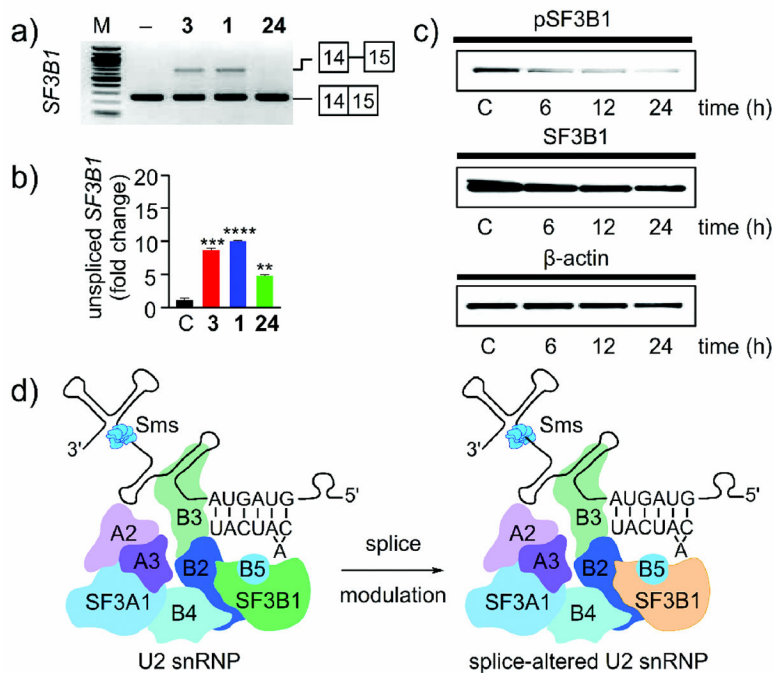 a)
M – 3 1 24
SF3B1
14 15
14 15
b)
unspliced SF3B1
(fold change)
20
15
10
5
0
*** **** **
C 3 1 24
c)
pSF3B1
C 6 12 24 time (h)
SF3B1
C 6 12 24 time (h)
β-actin
C 6 12 24 time (h)
d)
Sms
3'
AUGAUG
5'
UACUAC
A
B3
A2
A3
B2
B5
SF3A1
SF3B1
B4
U2 snRNP
splice
modulation
Sms
3'
AUGAUG
5'
UACUAC
A
B3
A2
A3
B2
B5
SF3A1
SF3B1
B4
splice-altered U2 snRNP